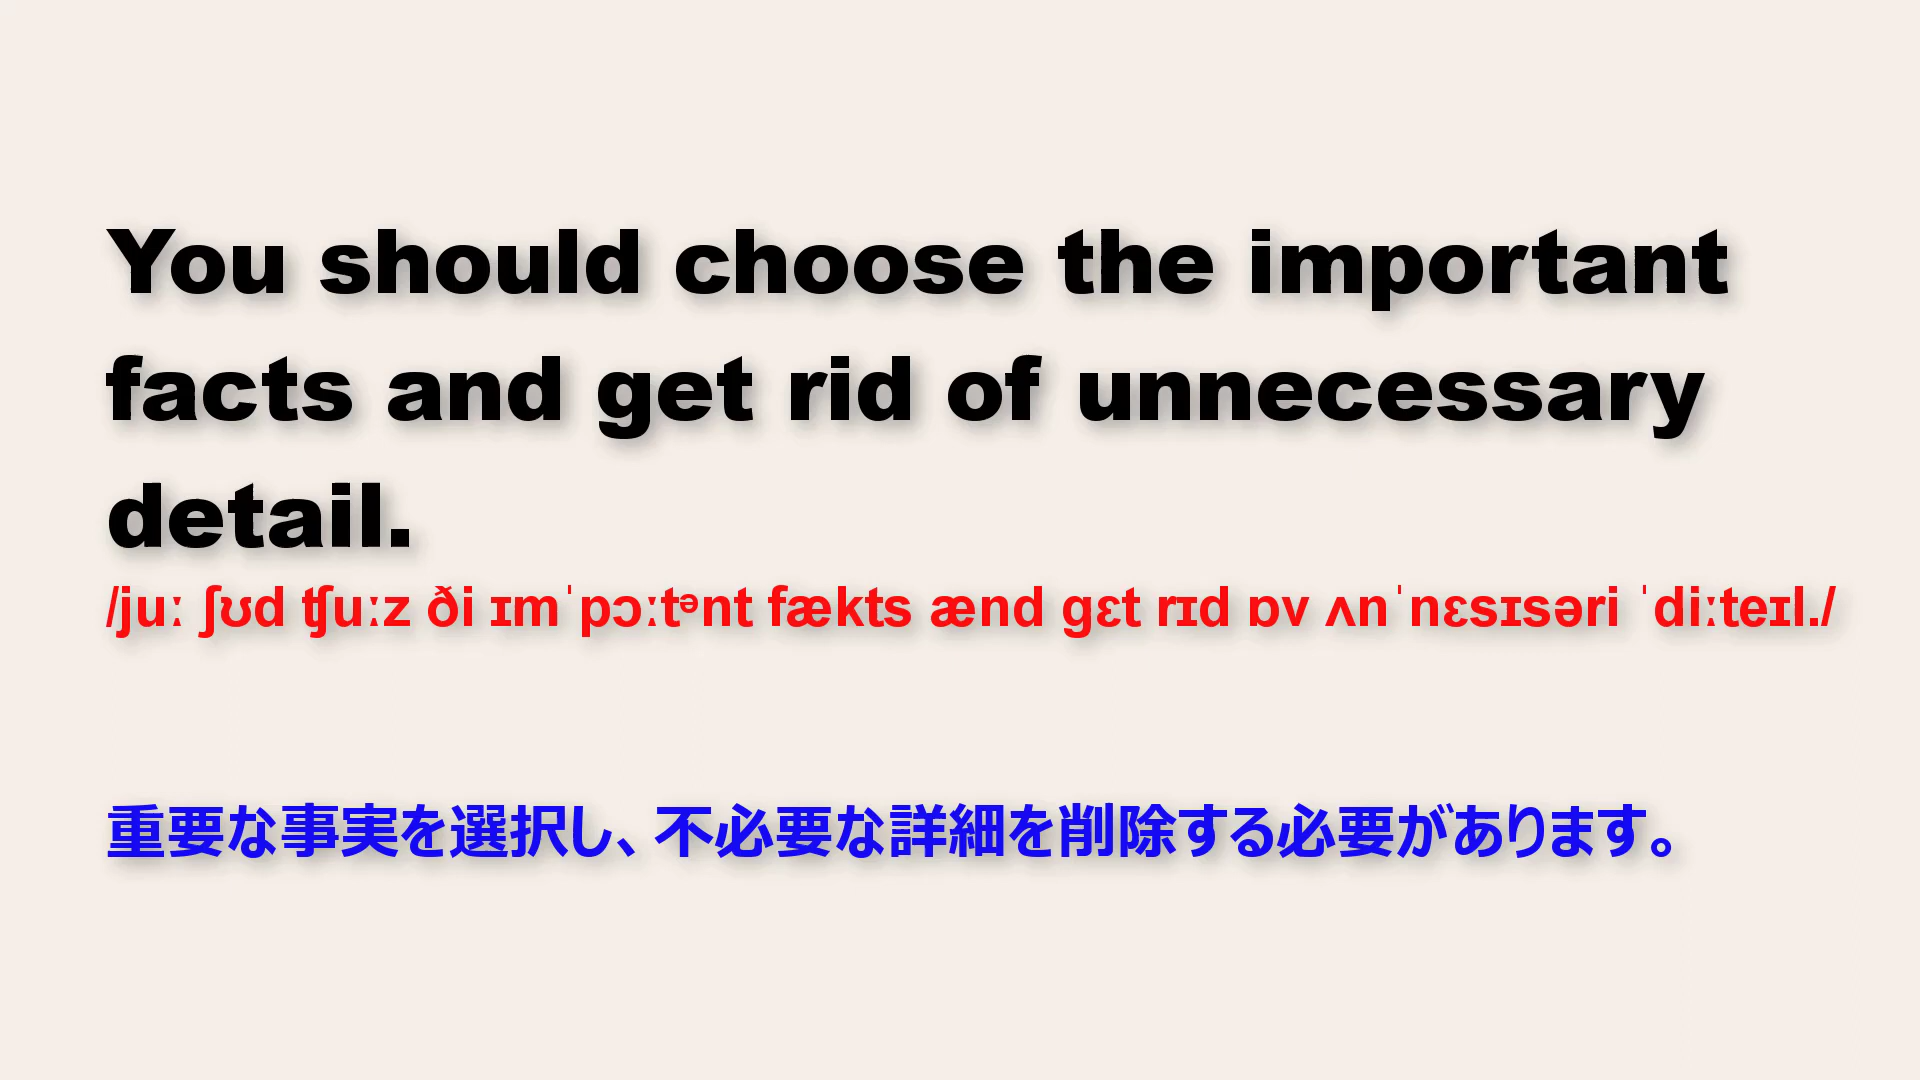 You should choose the important
facts and get rid of unnecessary
detail.
/juː ʃʊd ʧuːz ði ɪmˈpɔːtᵊnt fækts ænd gɛt rɪd ɒv ʌnˈnɛsɪsəri ˈdiːteɪl./
重要な事実を選択し、不必要な詳細を削除する必要があります。